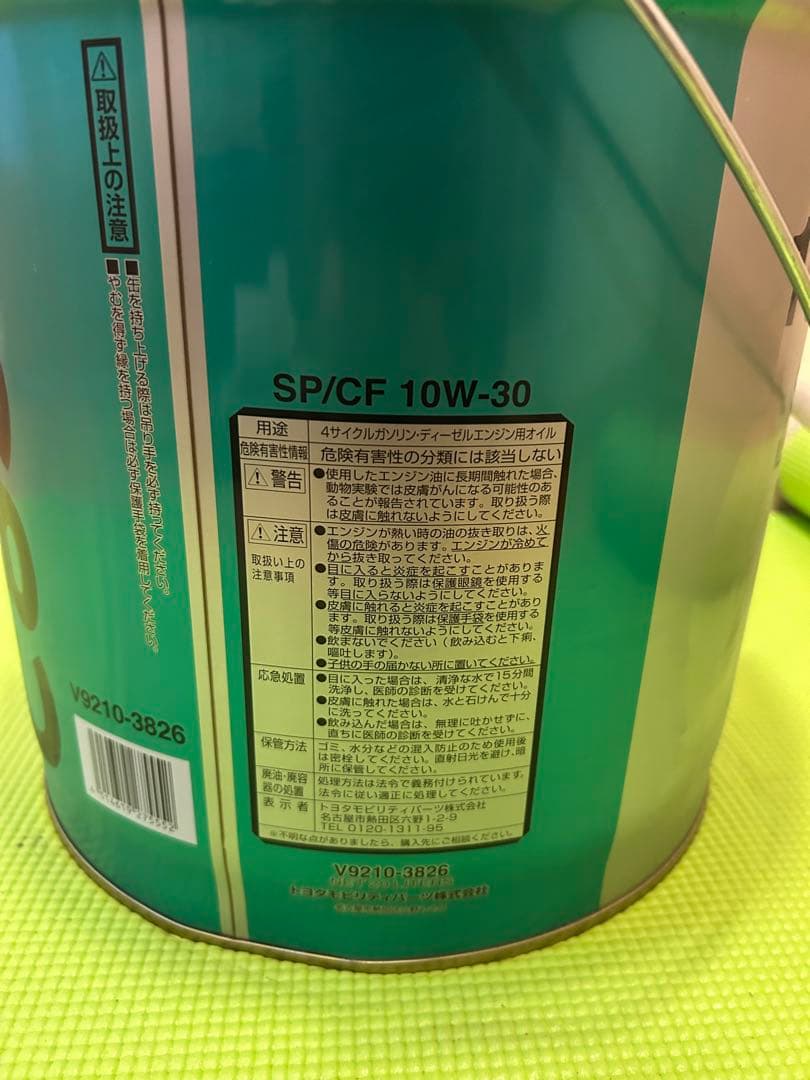 ⚠取扱上の注意
■缶を持ち上げる際は吊り手を必ず持ってください。
■やむを得ず縁を持つ場合は必ず保護手袋を着用してください。
V9210-3826
SP/CF 10W-30
用途 4サイクルガソリン・ディーゼルエンジン用オイル
危険有害性情報 危険有害性の分類には該当しない
⚠警告 ●使用したエンジン油に長期間触れた場合、
動物実験では皮膚がんになる可能性のあ
ることが報告されています。取り扱う際
は皮膚に触れないようにしてください。
⚠注意 ●エンジンが熱い時の油の抜き取りは、火
傷の危険があります。エンジンが冷めて
から抜き取ってください。
取扱い上の
注意事項
●目に入ると炎症を起こすことがありま
す。取り扱う際は保護眼鏡を使用する
等目に入らないようにしてください。
●皮膚に触れると炎症を起こすことがあり
ます。取り扱う際は保護手袋を使用する
等皮膚に触れないようにしてください。
●飲まないでください（飲み込むと下痢、
嘔吐します）。
●子供の手の届かない所に置いてください。
応急処置 ●目に入った場合は、清浄な水で15分間
洗浄し、医師の診断を受けてください。
●皮膚に触れた場合は、水と石けんで十分
に洗ってください。
●飲み込んだ場合は、無理に吐かせずに、
直ちに医師の診断を受けてください。
保管方法 ゴミ、水分などの混入防止のため使用後
は密栓してください。直射日光を避け、暗
所に保管してください。
廃油・廃容
器の処置
処理方法は法令で義務付けられています。
法令に従い適正に処理してください。
表示者 トヨタモビリティパーツ株式会社
名古屋市熱田区六野1-2-9
TEL 0120-1311-95
※不明な点がありましたら、購入先にご相談ください。
V9210-3826
トヨタモビリティパーツ株式会社